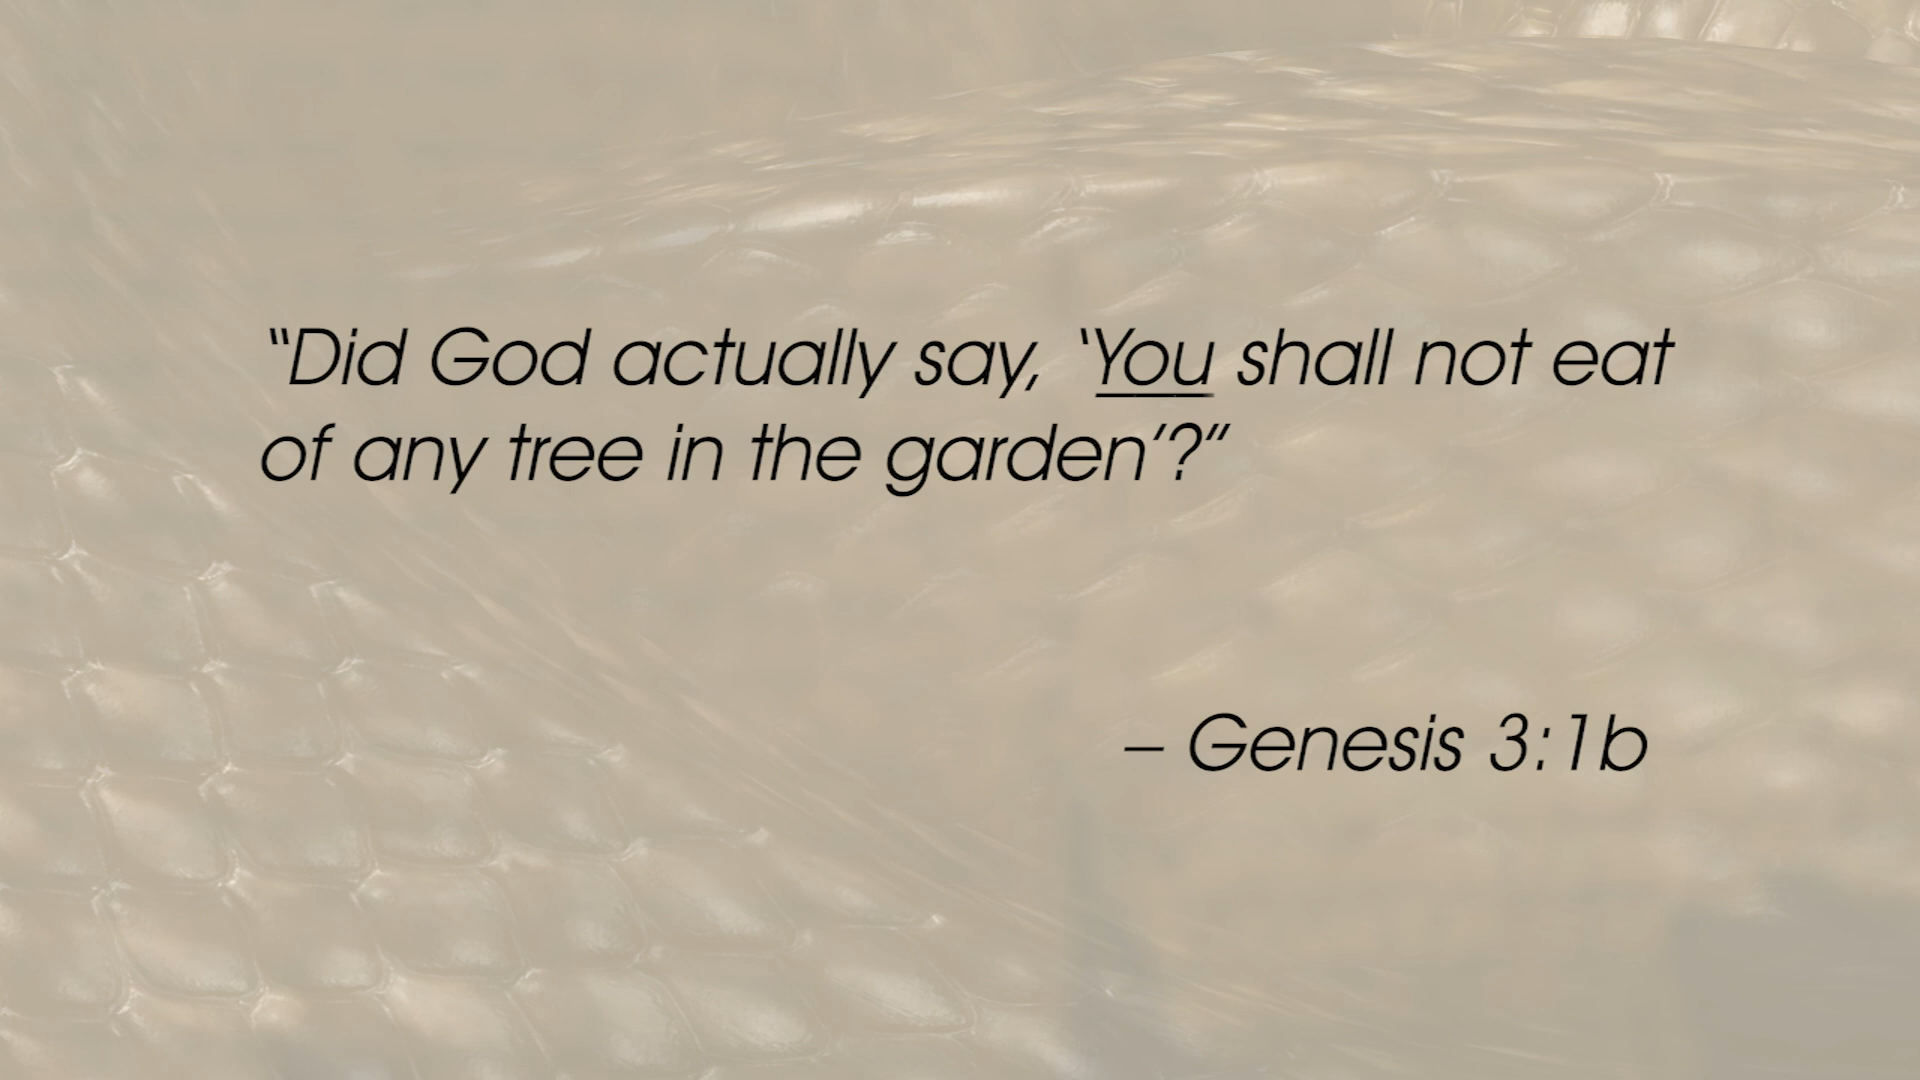 “Did God actually say, ‘You shall not eat
of any tree in the garden’?”
– Genesis 3:1b